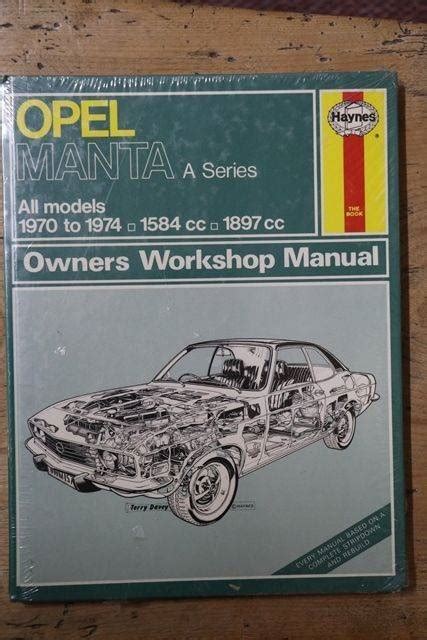 OPEL
MANTA A Series
All models
1970 to 1974 □ 1584 cc □ 1897 cc
Haynes
®
THE
BOOK
Owners Workshop Manual
Terry Davey
© HAYNES
EVERY MANUAL BASED ON A
COMPLETE STRIPDOWN
AND REBUILD